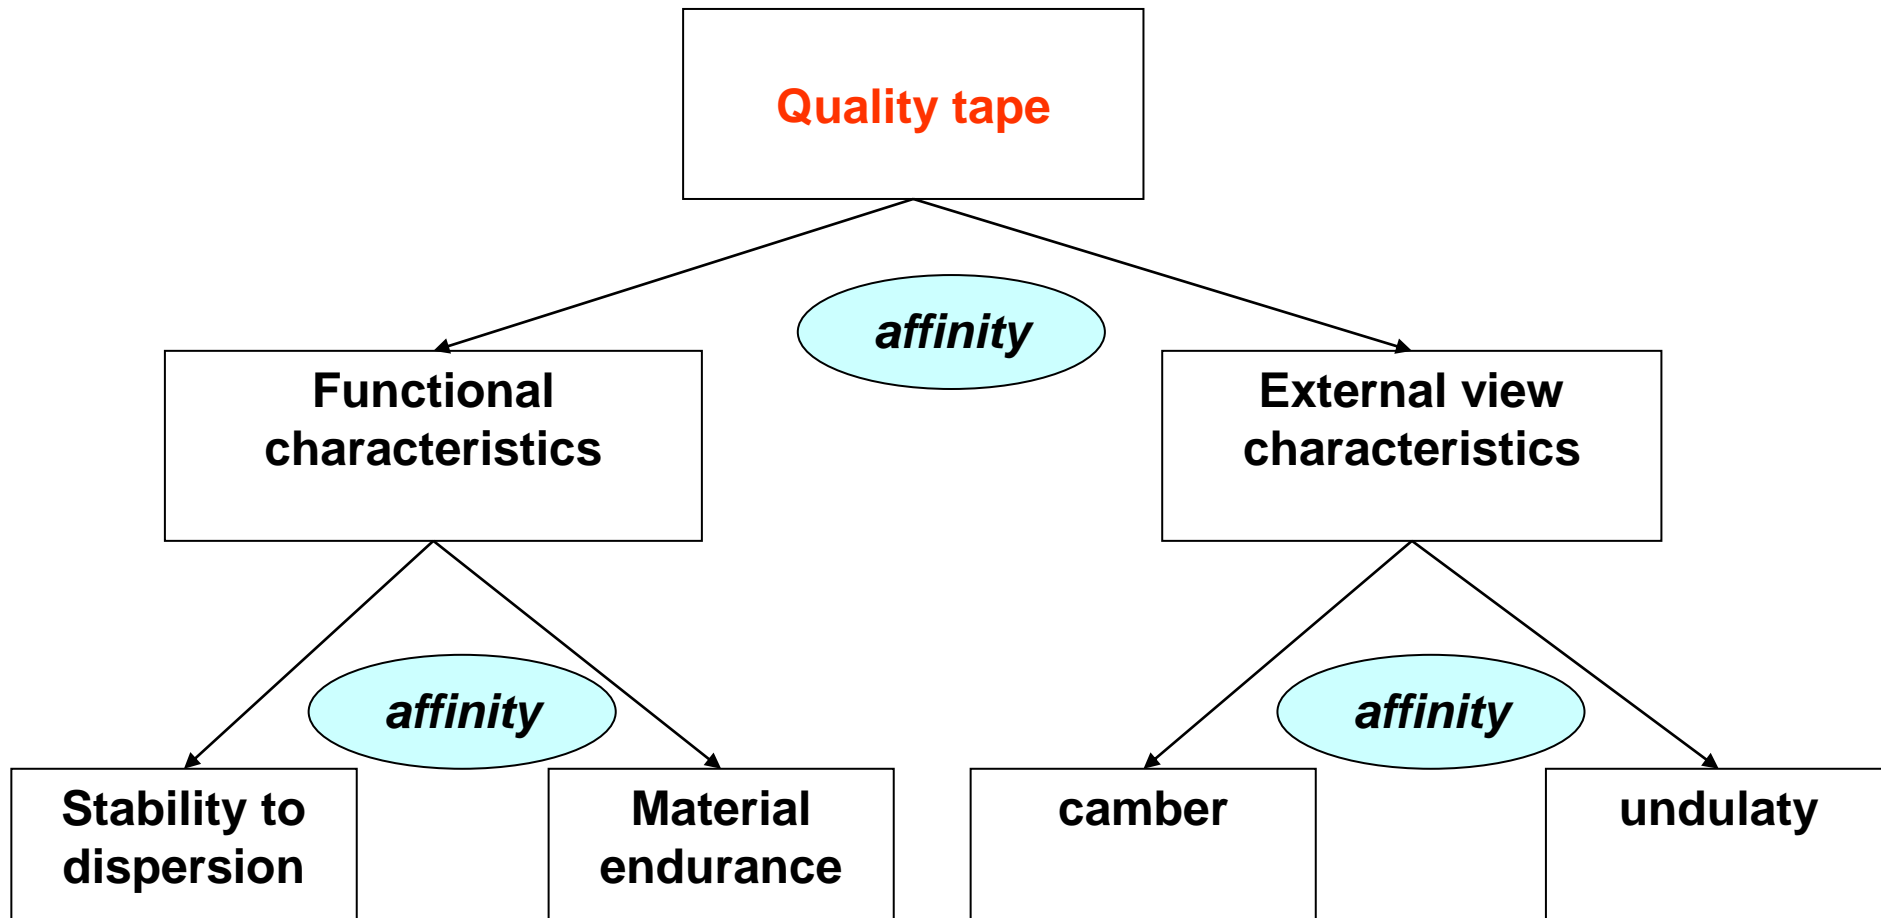 Quality tape
affinity
Functional
characteristics
External view
characteristics
affinity
affinity
Stability to
dispersion
Material
endurance
camber
undulaty